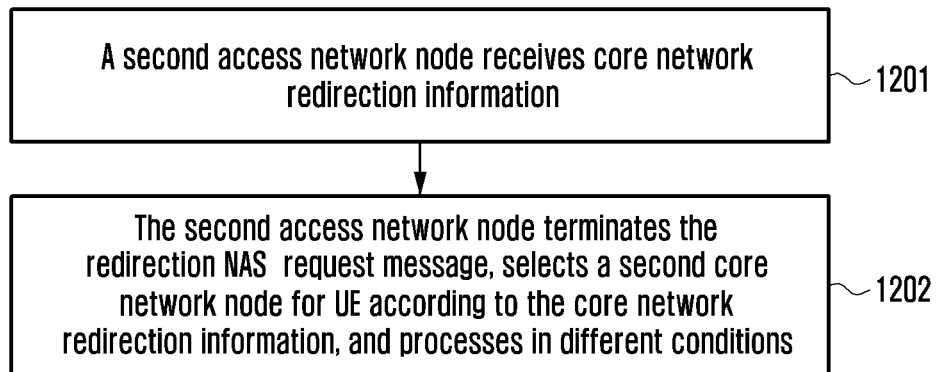 A second access network node receives core network
redirection information
1201
The second access network node terminates the
redirection NAS request message, selects a second core
network node for UE according to the core network
redirection information, and processes in different conditions
1202